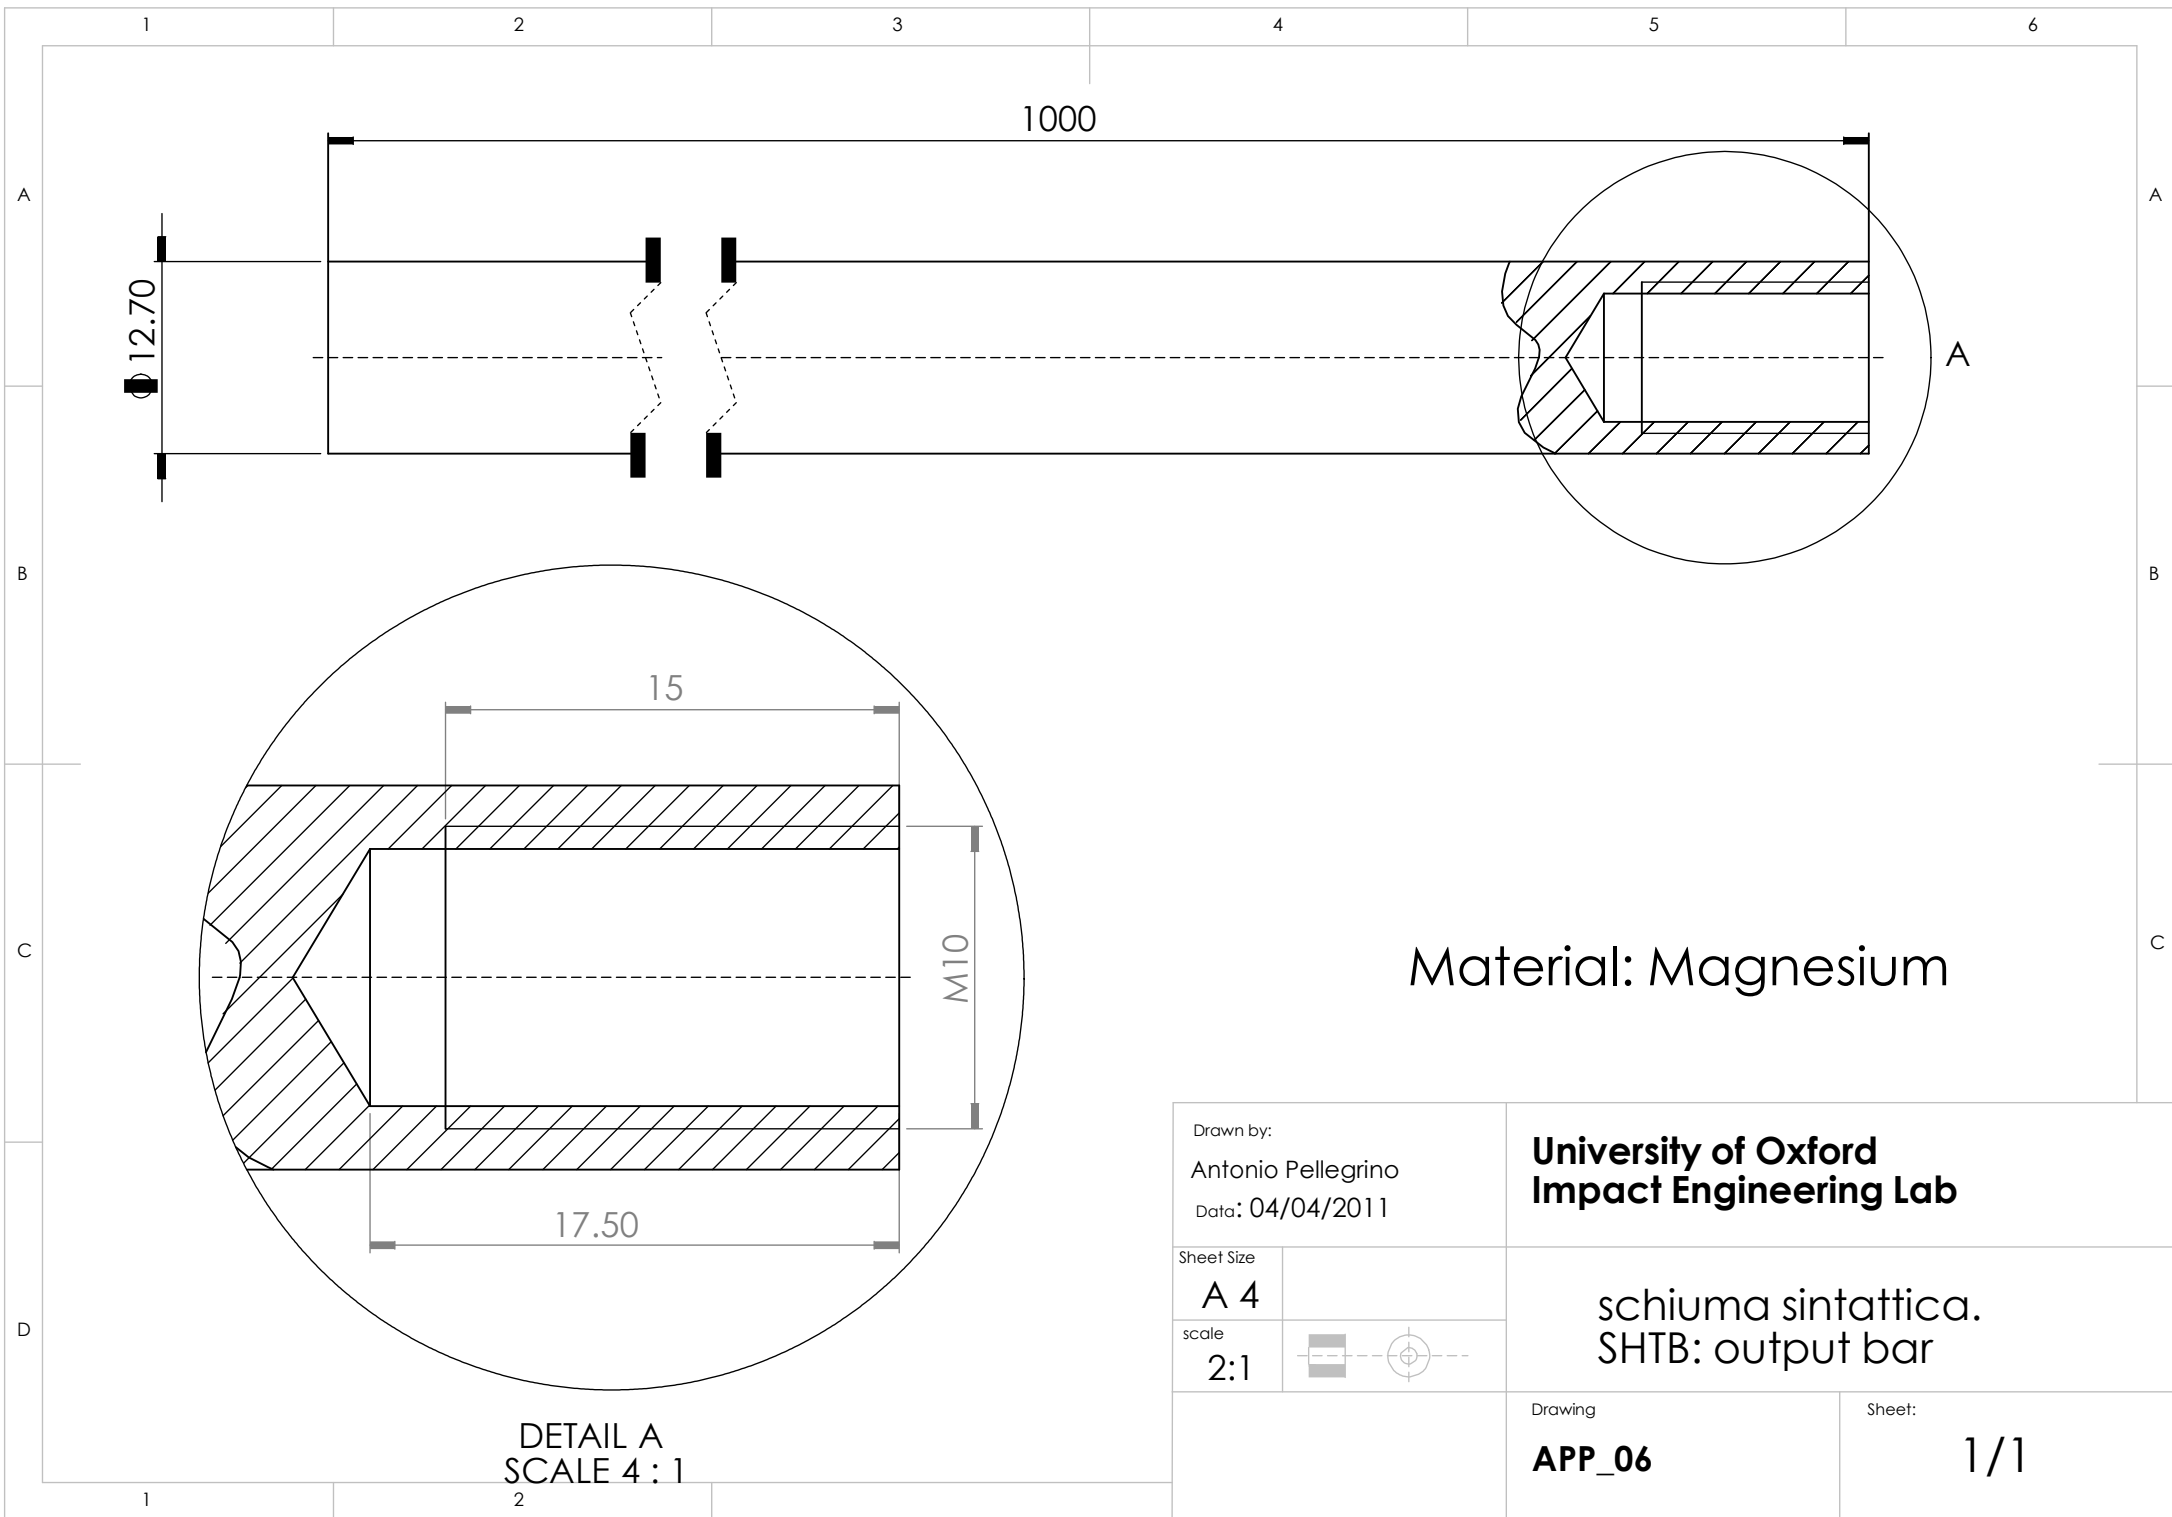 1 2 3 4 5 6
1000
A A
⌀ 12.70
A
B B
15
M10
C C
Material: Magnesium
17.50
Drawn by:
Antonio Pellegrino
Data: 04/04/2011
University of Oxford
Impact Engineering Lab
Sheet Size
A 4
scale
2:1
schiuma sintattica.
SHTB: output bar
D
DETAIL A
SCALE 4 : 1
Drawing
APP_06
Sheet:
1/1
1 2